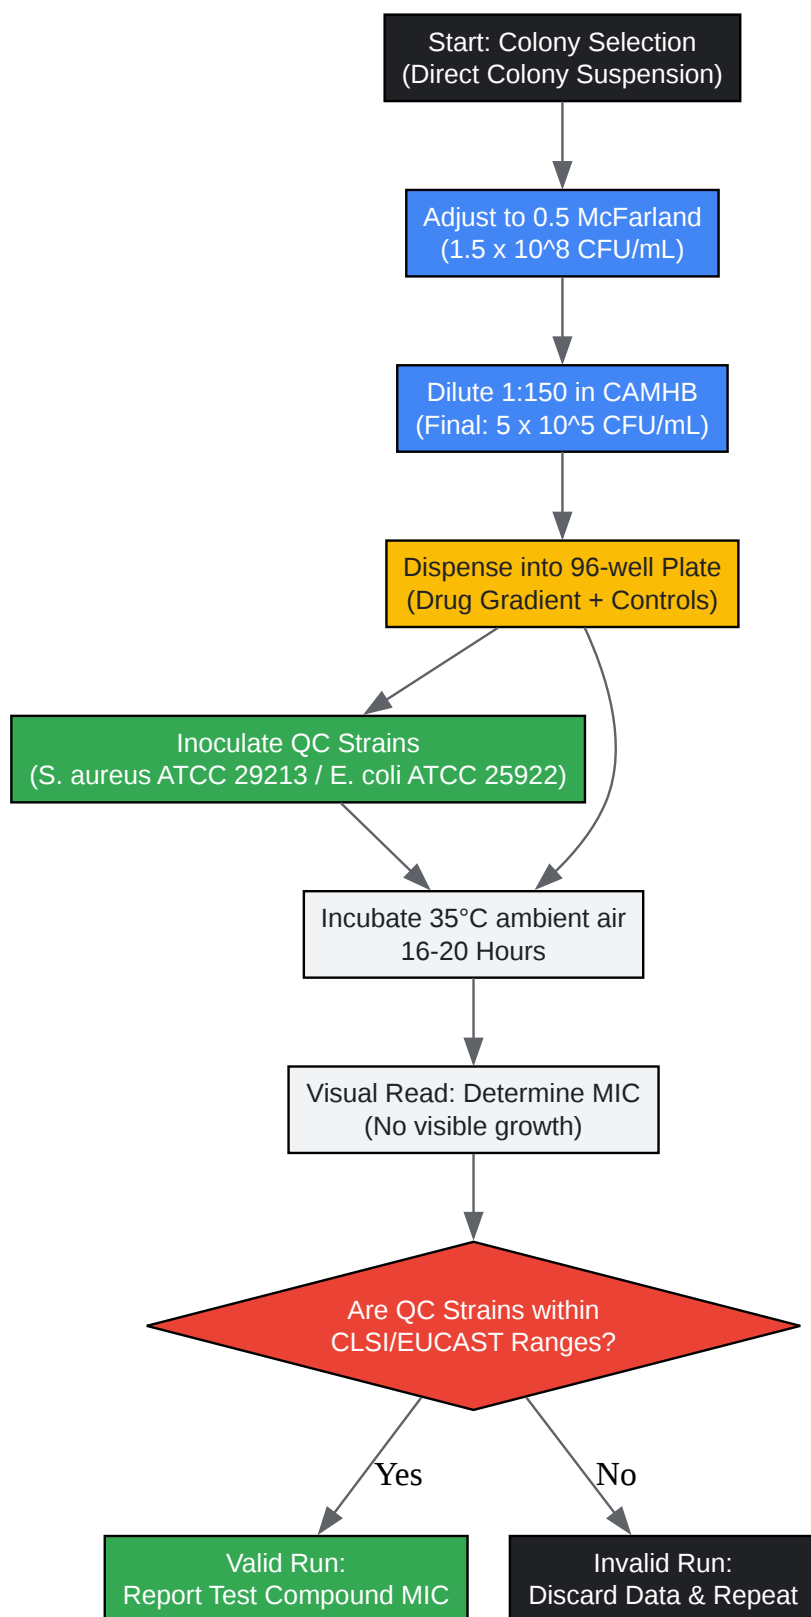 Start: Colony Selection
(Direct Colony Suspension)
Adjust to 0.5 McFarland
(1.5 x 10^8 CFU/mL)
Dilute 1:150 in CAMHB
(Final: 5 x 10^5 CFU/mL)
Dispense into 96-well Plate
(Drug Gradient + Controls)
Inoculate QC Strains
(S. aureus ATCC 29213 / E. coli ATCC 25922)
Incubate 35°C ambient air
16-20 Hours
Visual Read: Determine MIC
(No visible growth)
Are QC Strains within
CLSI/EUCAST Ranges?
Yes
No
Valid Run:
Report Test Compound MIC
Invalid Run:
Discard Data & Repeat